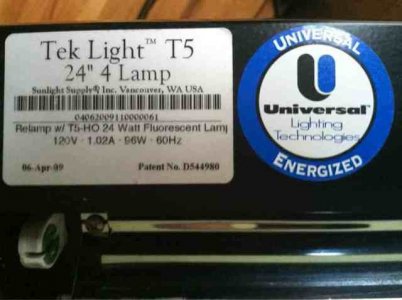 Tek Light™ T5
24" 4 Lamp
Sunlight Supply® Inc. Vancouver, WA USA
04062009110000061
Relamp w/ T5-HO 24 Watt Fluorescent Lamp
120V · 1.02A · 96W · 60Hz
06-Apr-09 Patent No. D544980
UNIVERSAL
Universal®
Lighting
Technologies
ENERGIZED